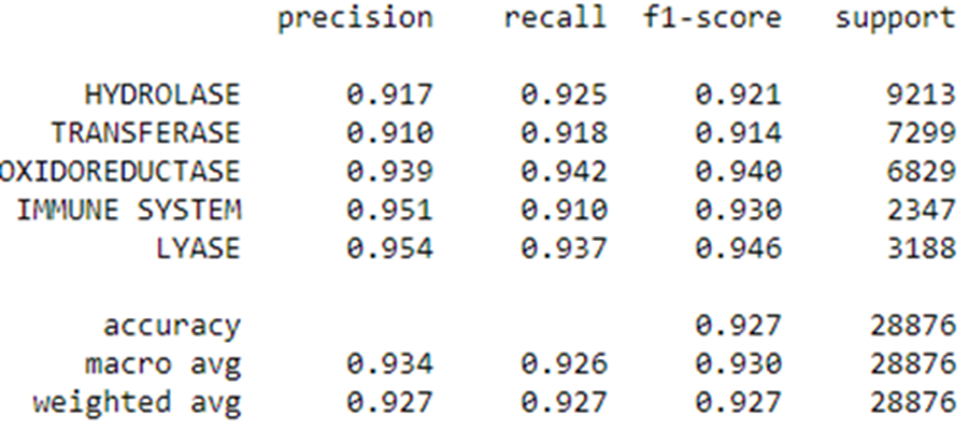 precision recall f1-score support
HYDROLASE 0.917 0.925 0.921 9213
TRANSFERASE 0.910 0.918 0.914 7299
OXIDOREDUCTASE 0.939 0.942 0.940 6829
IMMUNE SYSTEM 0.951 0.910 0.930 2347
LYASE 0.954 0.937 0.946 3188
accuracy 0.927 28876
macro avg 0.934 0.926 0.930 28876
weighted avg 0.927 0.927 0.927 28876